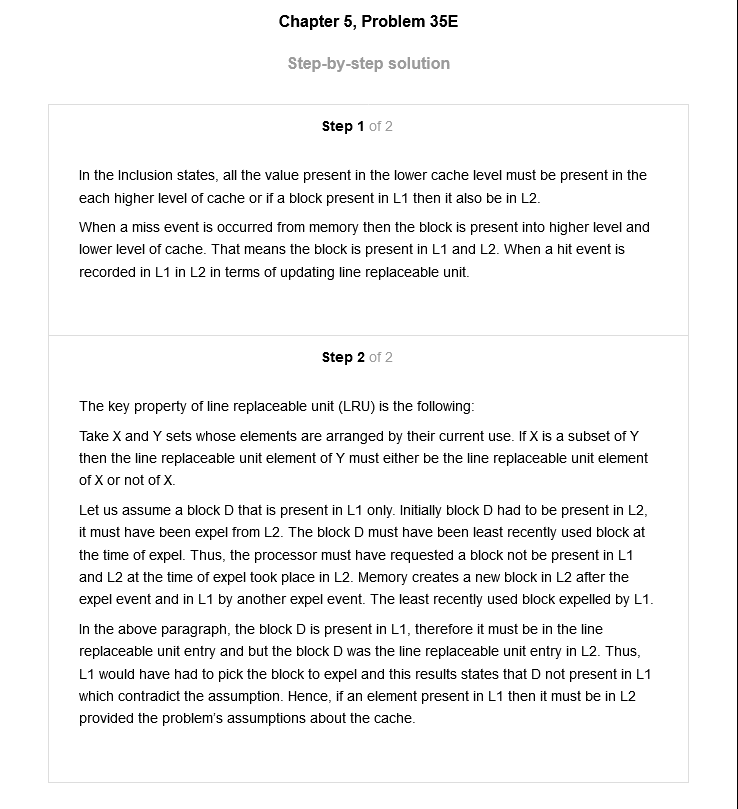 Chapter 5, Problem 35E
Step-by-step solution
Step 1 of 2
In the Inclusion states, all the value present in the lower cache level must be present in the
each higher level of cache or if a block present in L1 then it also be in L2.
When a miss event is occurred from memory then the block is present into higher level and
lower level of cache. That means the block is present in L1 and L2. When a hit event is
recorded in L1 in L2 in terms of updating line replaceable unit.
Step 2 of 2
The key property of line replaceable unit (LRU) is the following:
Take X and Y sets whose elements are arranged by their current use. If X is a subset of Y
then the line replaceable unit element of Y must either be the line replaceable unit element
of X or not of X.
Let us assume a block D that is present in L1 only. Initially block D had to be present in L2,
it must have been expel from L2. The block D must have been least recently used block at
the time of expel. Thus, the processor must have requested a block not be present in L1
and L2 at the time of expel took place in L2. Memory creates a new block in L2 after the
expel event and in L1 by another expel event. The least recently used block expelled by L1.
In the above paragraph, the block D is present in L1, therefore it must be in the line
replaceable unit entry and but the block D was the line replaceable unit entry in L2. Thus,
L1 would have had to pick the block to expel and this results states that D not present in L1
which contradict the assumption. Hence, if an element present in L1 then it must be in L2
provided the problem's assumptions about the cache.